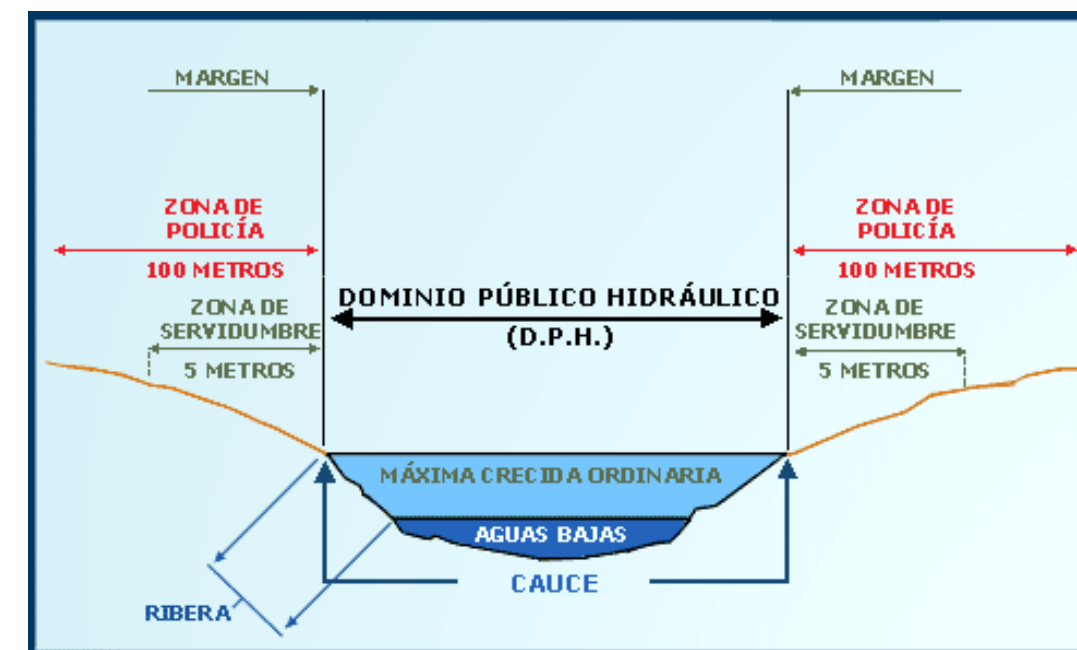 MARGEN
MARGEN
ZONA DE
POLICÍA
100 METROS
ZONA DE
POLICÍA
100 METROS
ZONA DE
SERVIDUMBRE
5 METROS
DOMINIO PÚBLICO HIDRÁULICO
(D.P.H.)
ZONA DE
SERVIDUMBRE
5 METROS
MÁXIMA CRECIDA ORDINARIA
AGUAS BAJAS
CAUCE
RIBERA